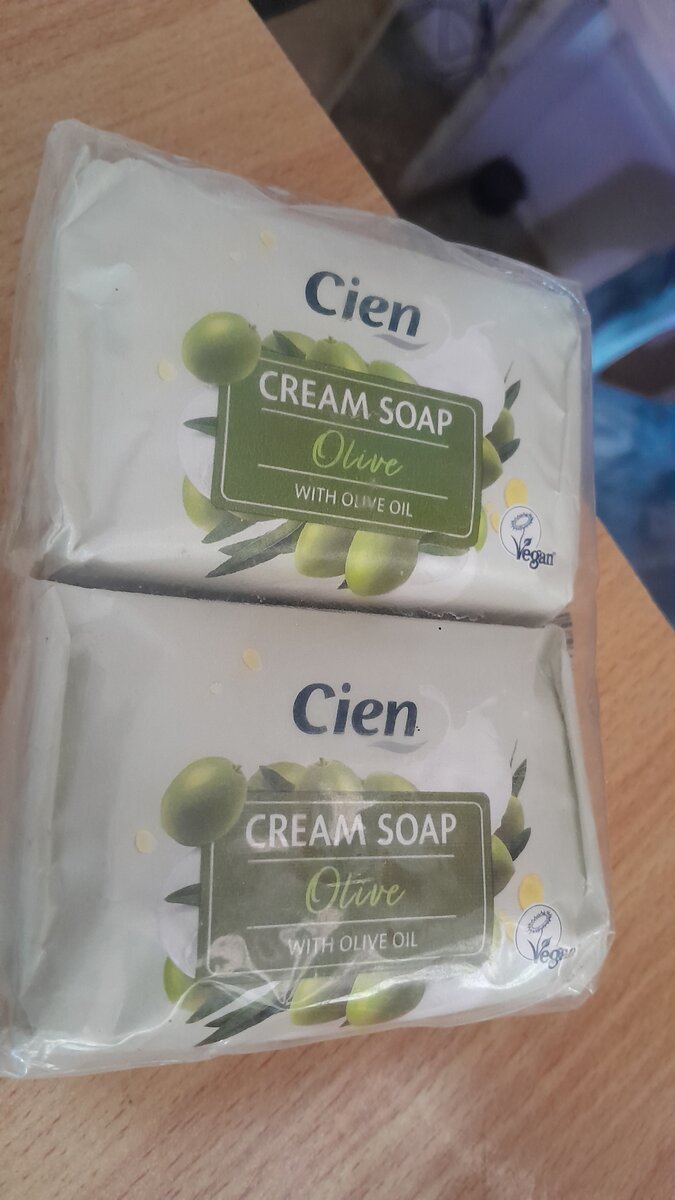 Cien
CREAM SOAP
Olive
WITH OLIVE OIL
Vegan
Cien
CREAM SOAP
Olive
WITH OLIVE OIL
Vegan